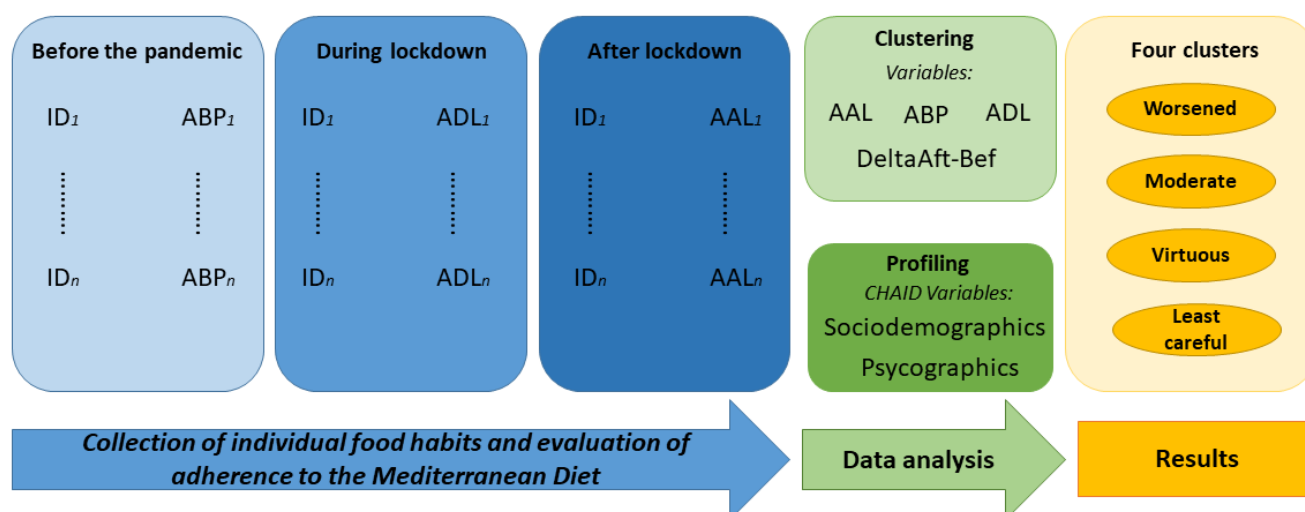 Before the pandemic
ID1 ABP1
IDn ABPn
During lockdown
ID1 ADL1
IDn ADLn
After lockdown
ID1 AAL1
IDn AALn
Clustering
Variables:
AAL ABP ADL
DeltaAft-Bef
Profiling
CHAID Variables:
Sociodemographics
Psycographics
Four clusters
Worsened
Moderate
Virtuous
Least
careful
Collection of individual food habits and evaluation of
adherence to the Mediterranean Diet
Data analysis
Results